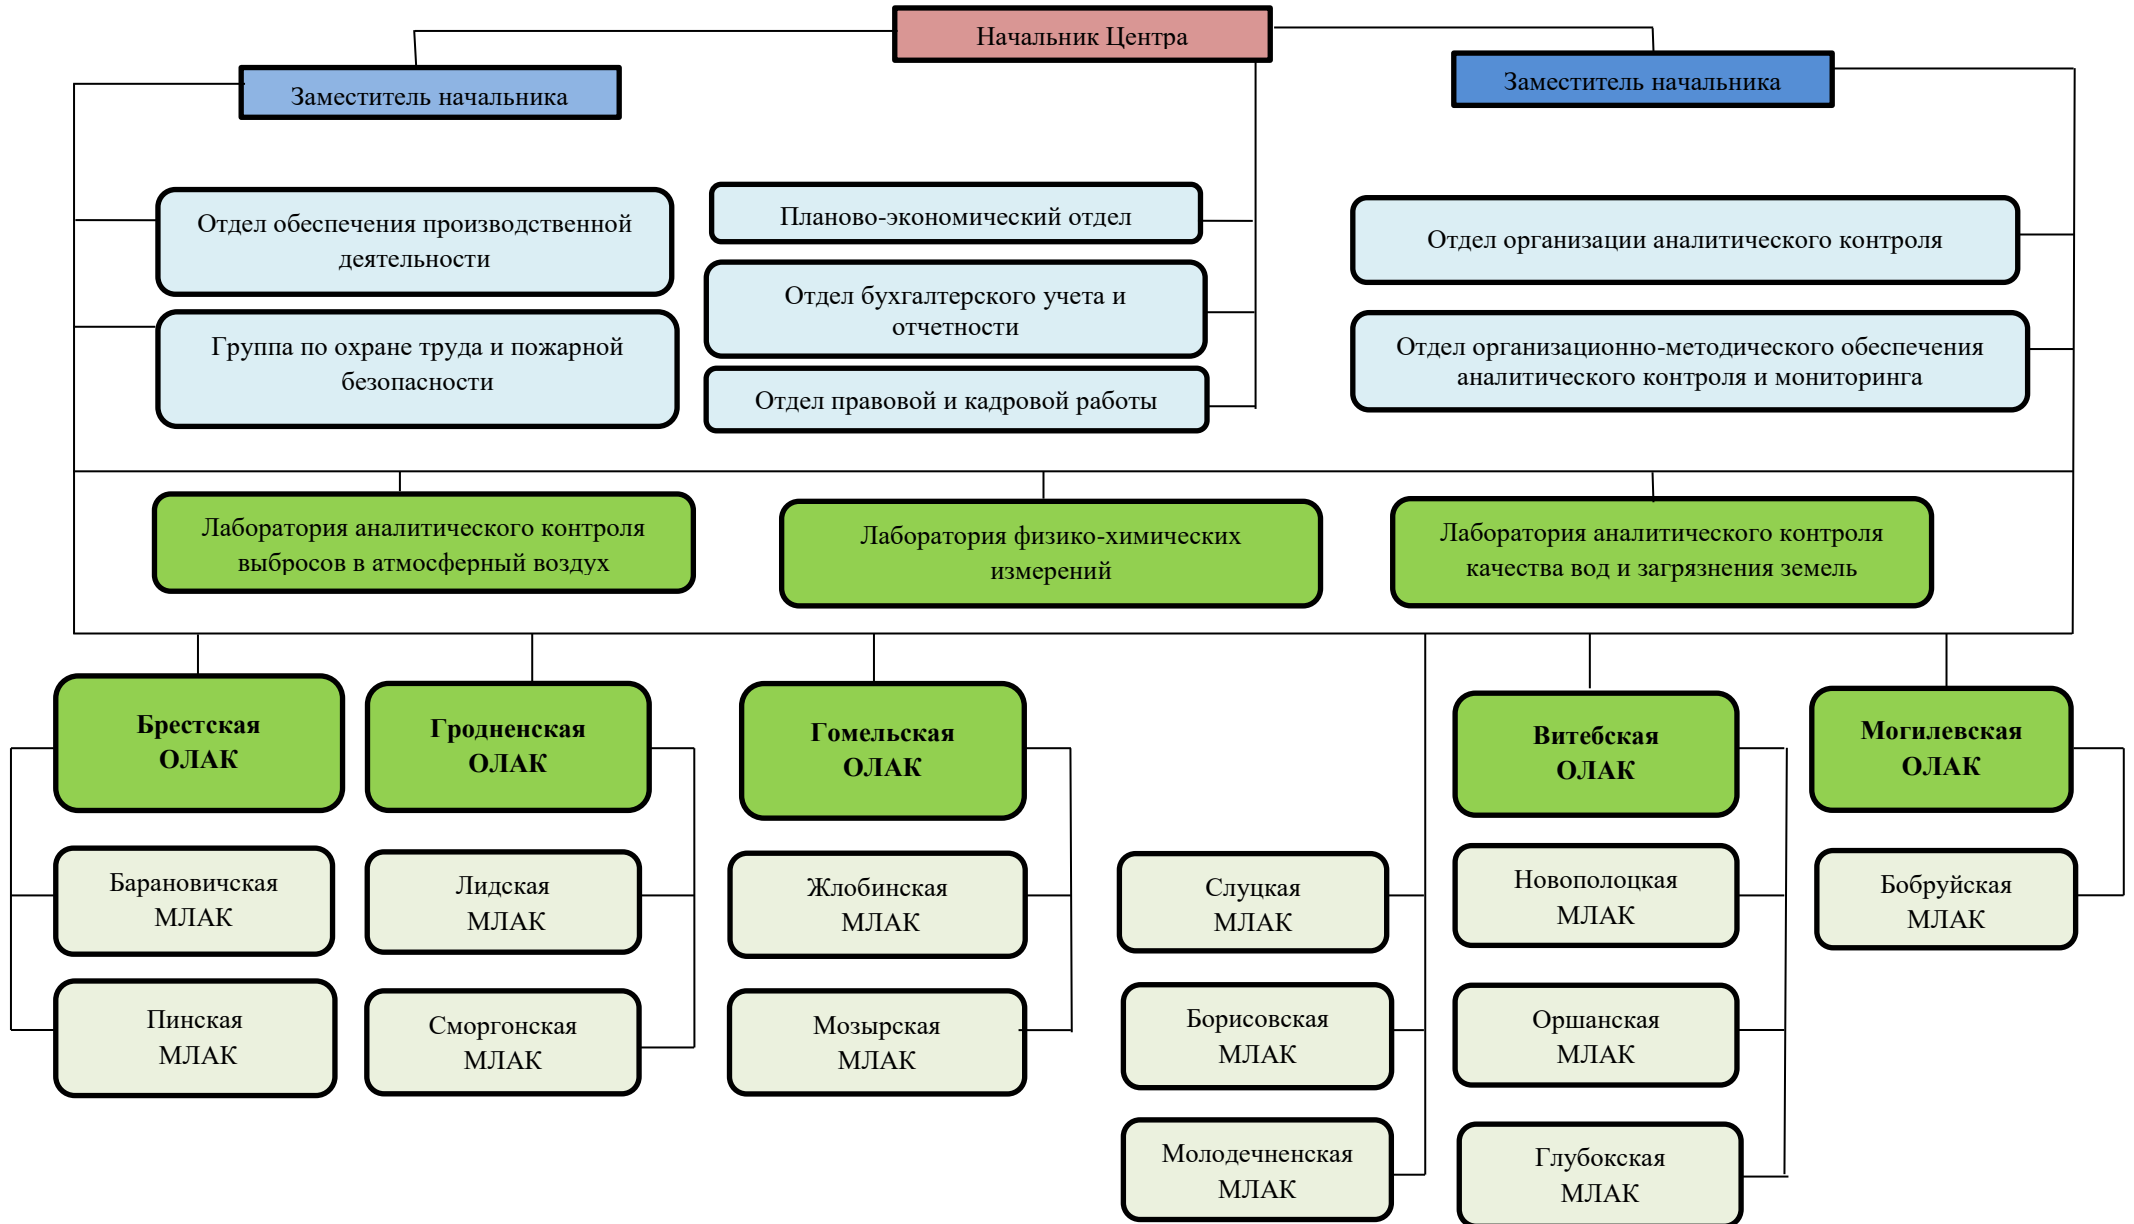 Начальник Центра
Заместитель начальника
Заместитель начальника
Отдел обеспечения производственной
деятельности
Группа по охране труда и пожарной
безопасности
Планово-экономический отдел
Отдел бухгалтерского учета и
отчетности
Отдел правовой и кадровой работы
Отдел организации аналитического контроля
Отдел организационно-методического обеспечения
аналитического контроля и мониторинга
Лаборатория аналитического контроля
выбросов в атмосферный воздух
Лаборатория физико-химических
измерений
Лаборатория аналитического контроля
качества вод и загрязнения земель
Брестская
ОЛАК
Барановичская
МЛАК
Пинская
МЛАК
Гродненская
ОЛАК
Лидская
МЛАК
Сморгонская
МЛАК
Гомельская
ОЛАК
Жлобинская
МЛАК
Мозырская
МЛАК
Слуцкая
МЛАК
Борисовская
МЛАК
Молодечненская
МЛАК
Витебская
ОЛАК
Новополоцкая
МЛАК
Оршанская
МЛАК
Глубокская
МЛАК
Могилевская
ОЛАК
Бобруйская
МЛАК